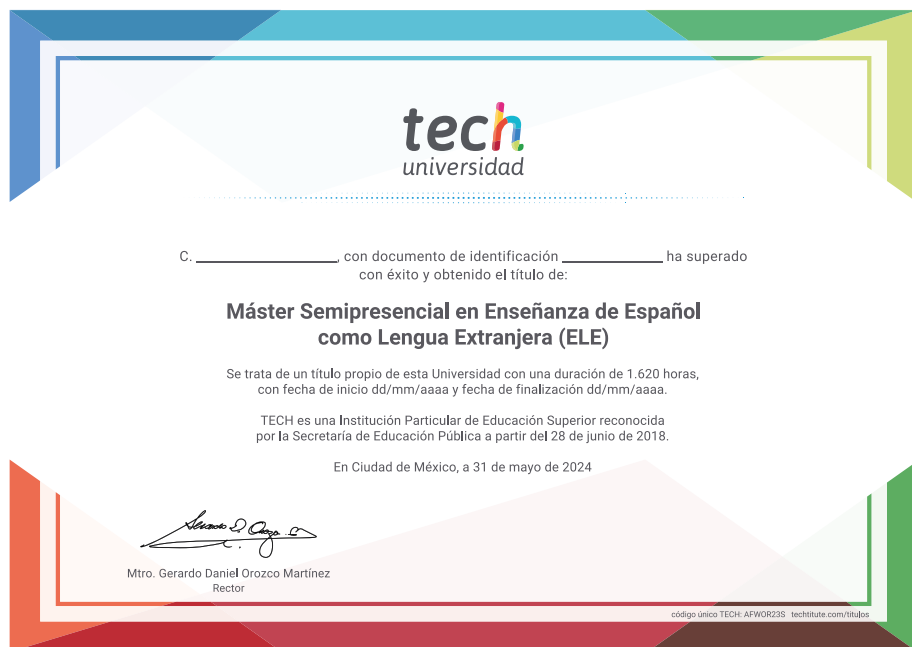 tech
universidad
C. ____________________, con documento de identificación ______________ ha superado
con éxito y obtenido el título de:
Máster Semipresencial en Enseñanza de Español
como Lengua Extranjera (ELE)
Se trata de un título propio de esta Universidad con una duración de 1.620 horas,
con fecha de inicio dd/mm/aaaa y fecha de finalización dd/mm/aaaa.
TECH es una Institución Particular de Educación Superior reconocida
por la Secretaría de Educación Pública a partir del 28 de junio de 2018.
En Ciudad de México, a 31 de mayo de 2024
Mtro. Gerardo Daniel Orozco Martínez
Rector
código único TECH: AFWOR23S techtitute.com/titulos